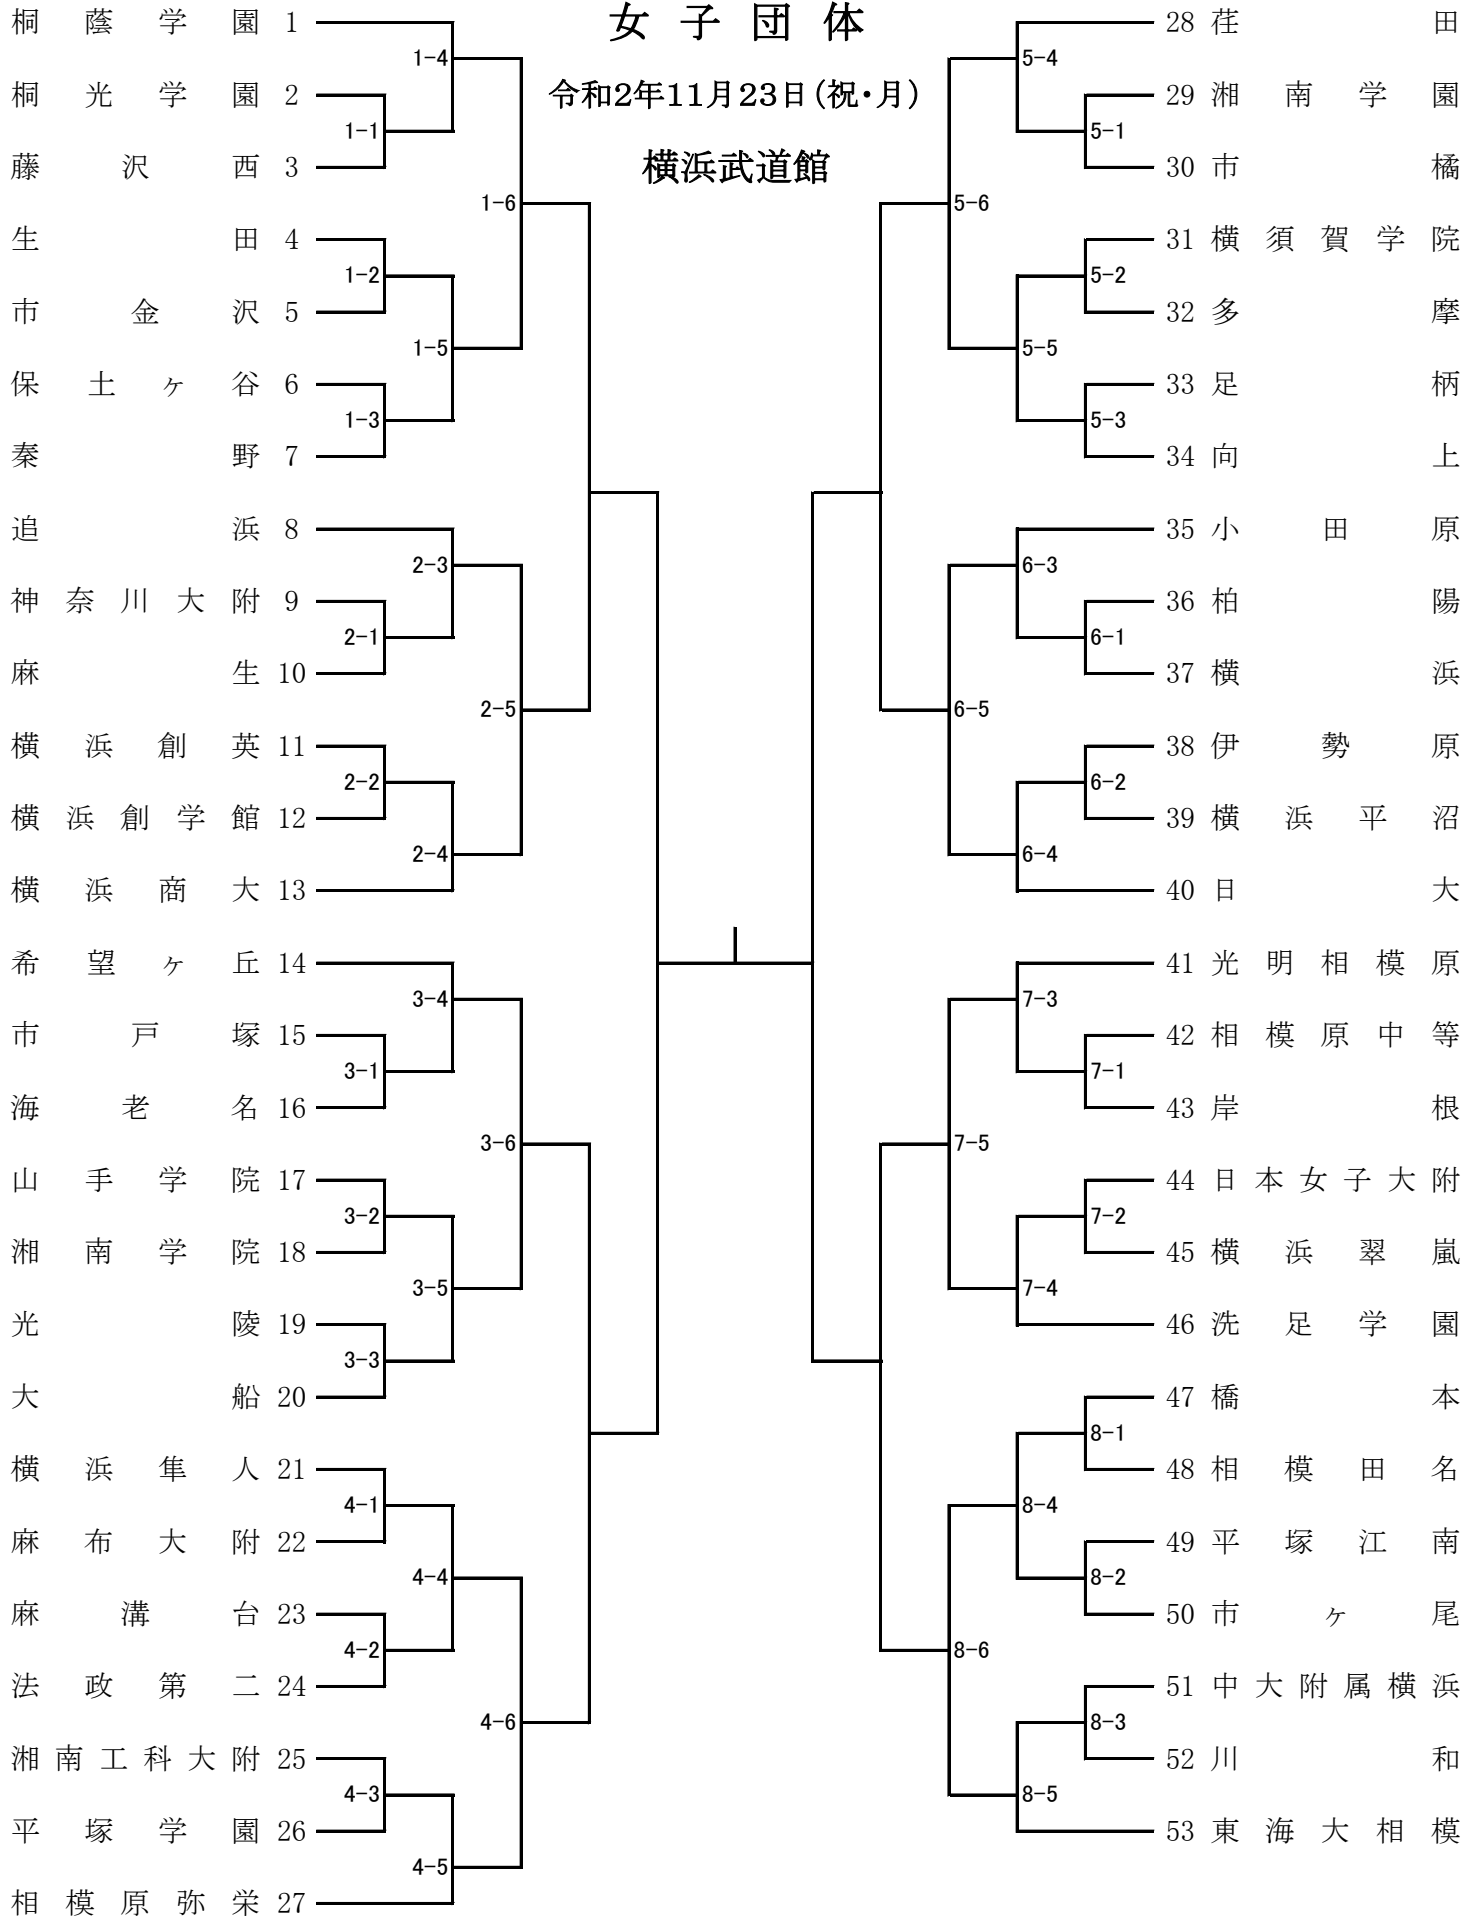 女子団体
令和2年11月23日(祝・月)
横浜武道館
桐蔭学園 1
1-4
桐光学園 2
1-1
藤沢西 3
1-6
生田 4
1-2
市金沢 5
1-5
保土ヶ谷 6
1-3
秦野 7
追浜 8
2-3
神奈川大附 9
2-1
麻生 10
2-5
横浜創英 11
2-2
横浜創学館 12
2-4
横浜商大 13
希望ヶ丘 14
3-4
市戸塚 15
3-1
海老名 16
3-6
山手学院 17
3-2
湘南学院 18
3-5
光陵 19
3-3
大船 20
横浜隼人 21
4-1
麻布大附 22
4-4
麻溝台 23
4-2
法政第二 24
4-6
湘南工科大附 25
4-3
平塚学園 26
4-5
相模原弥栄 27
28 荏田
5-4
29 湘南学園
5-1
30 市橘
5-6
31 横須賀学院
5-2
32 多摩
5-5
33 足柄
5-3
34 向上
35 小田原
6-3
36 柏陽
6-1
37 横浜
6-5
38 伊勢原
6-2
39 横浜平沼
6-4
40 日大
41 光明相模原
7-3
42 相模原中等
7-1
43 岸根
7-5
44 日本女子大附
7-2
45 横浜翠嵐
7-4
46 洗足学園
47 橋本
8-1
48 相模田名
8-4
49 平塚江南
8-2
50 市ヶ尾
8-6
51 中大附属横浜
8-3
52 川和
8-5
53 東海大相模